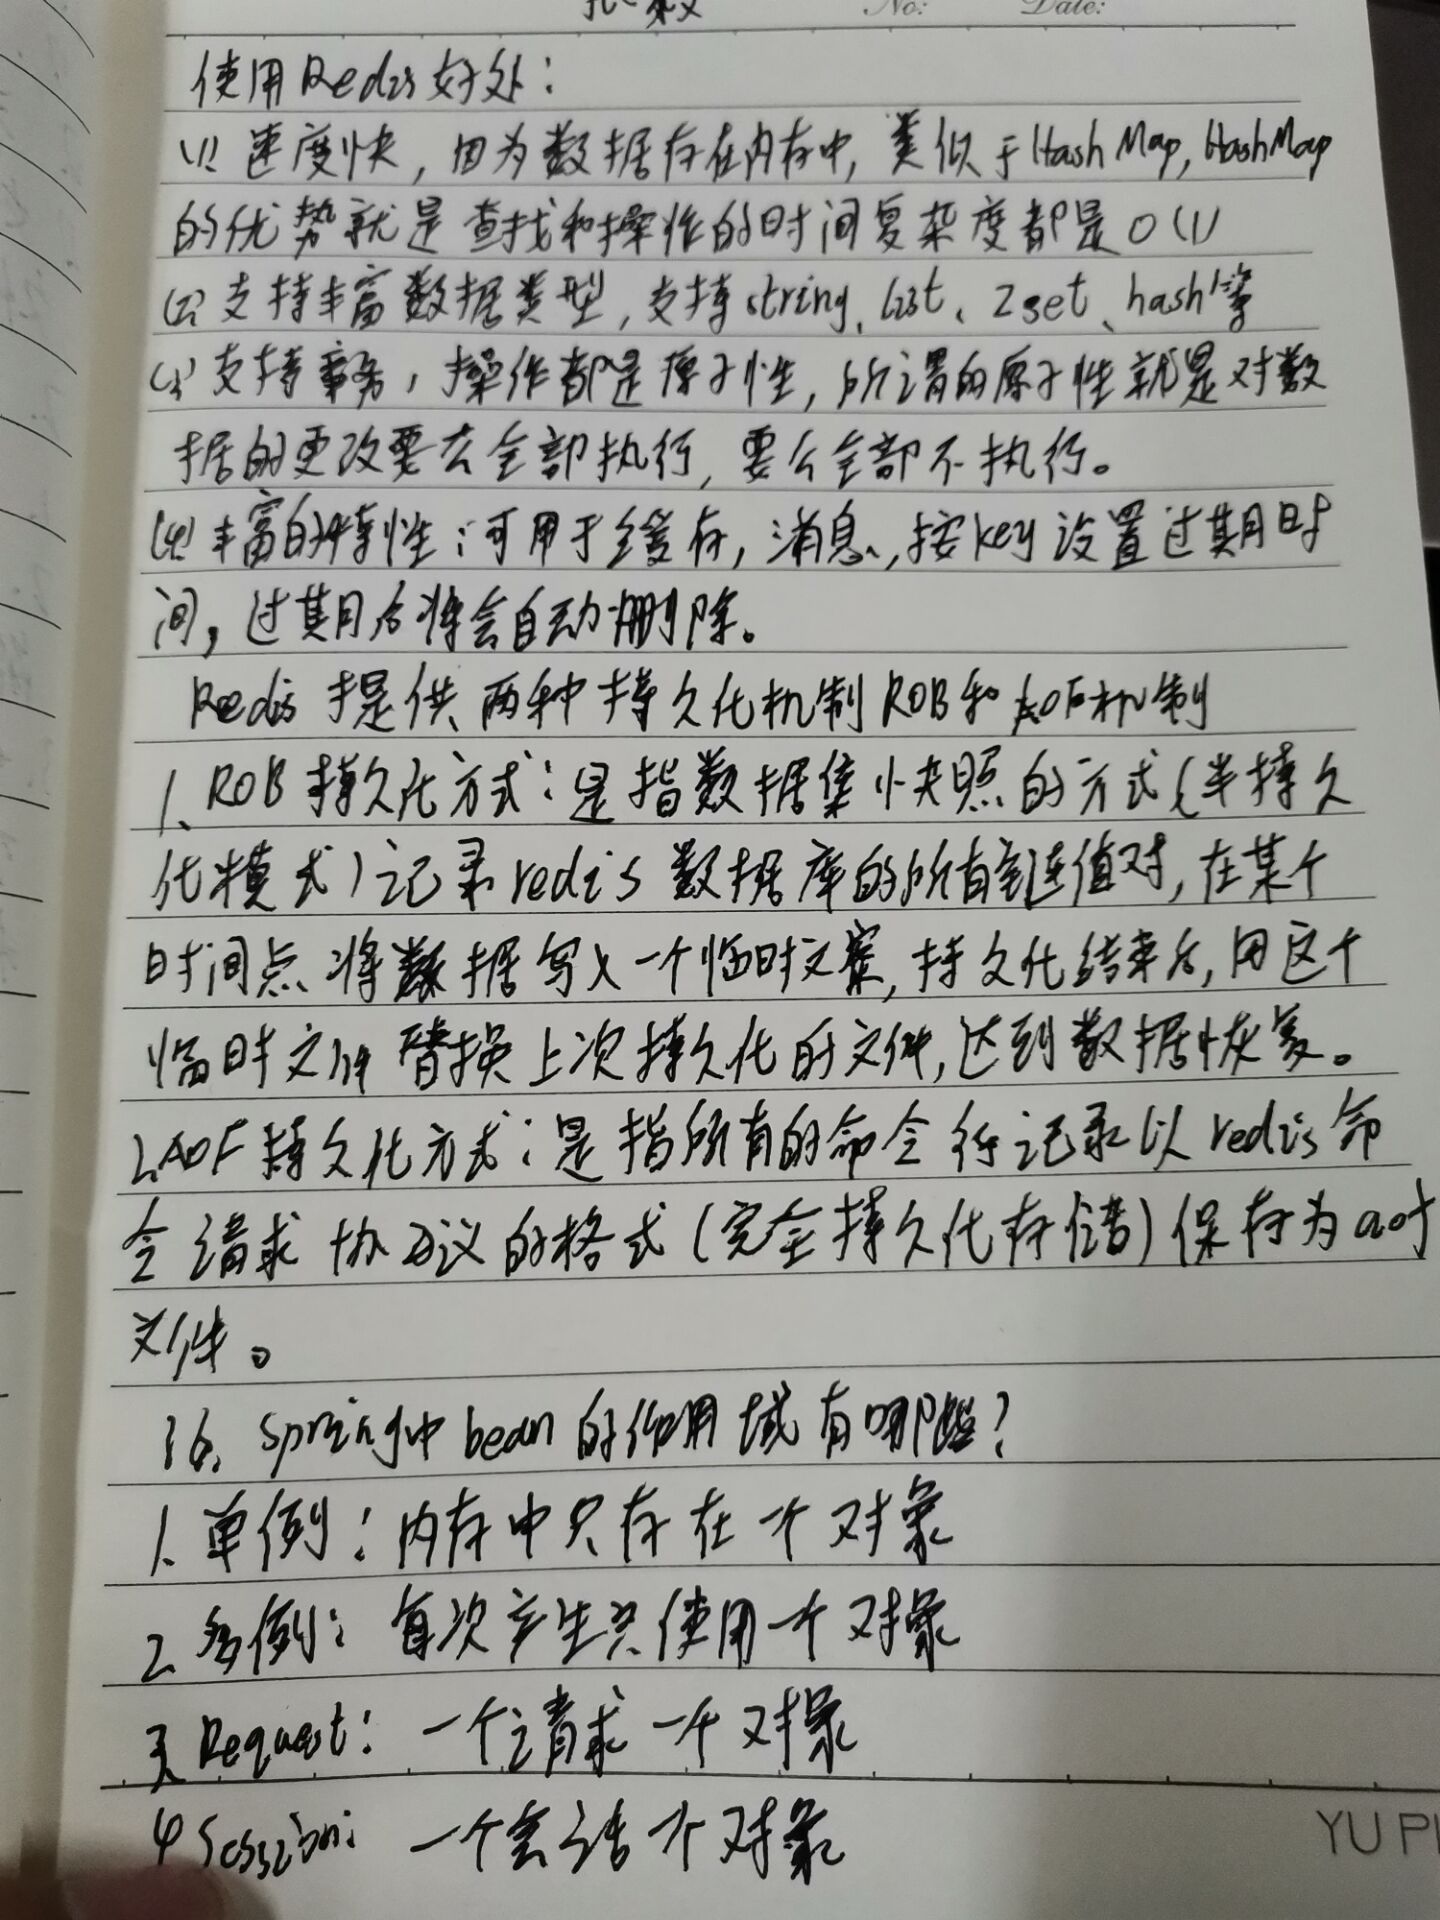 No: Date:
使用Redis好处：
(1) 速度快，因为数据存在内存中，类似于HashMap，HashMap
的优势就是查找和操作的时间复杂度都是O(1)
(2) 支持丰富数据类型，支持string、list、Zset、hash等
(3) 支持事务，操作都是原子性，所谓的原子性就是对数
据的更改要么全部执行，要么全部不执行。
(4) 丰富的特性：可用于缓存，消息，按key设置过期时
间，过期后将会自动删除。
Redis提供两种持久化机制ROB和AOF机制
1、ROB持久化方式：是指数据集快照的方式（半持久
化模式）记录redis数据库的所有键值对，在某个
时间点将数据写入一个临时文案，持久化结束后，用这个
临时文件替换上次持久化的文件，达到数据恢复。
2、AOF持久化方式：是指所有的命令行记录以redis命
令请求协议的格式（完全持久化存储）保存为aof
文件。
36、Spring中bean的作用域有哪些？
1、单例：内存中只存在一个对象
2、多例：每次产生只使用一个对象
3、Request：一个请求一个对象
4 Session：一个会话一个对象
YU PI